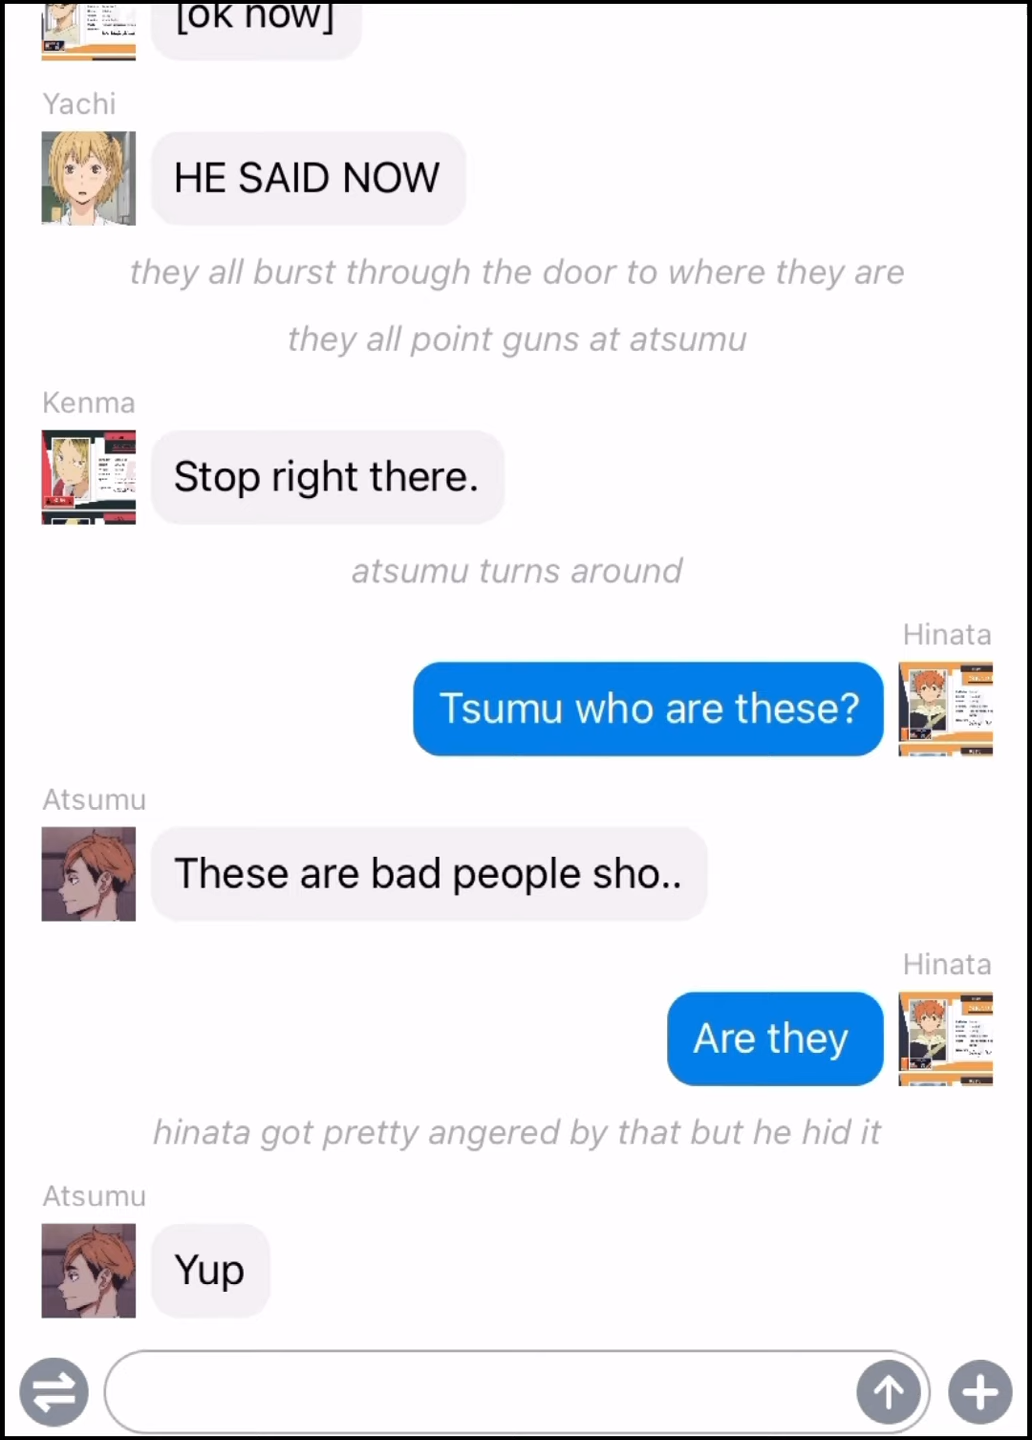 [ok now]
Yachi
HE SAID NOW
they all burst through the door to where they are
they all point guns at atsumu
Kenma
Stop right there.
atsumu turns around
Hinata
Tsumu who are these?
Atsumu
These are bad people sho..
Hinata
Are they
hinata got pretty angered by that but he hid it
Atsumu
Yup